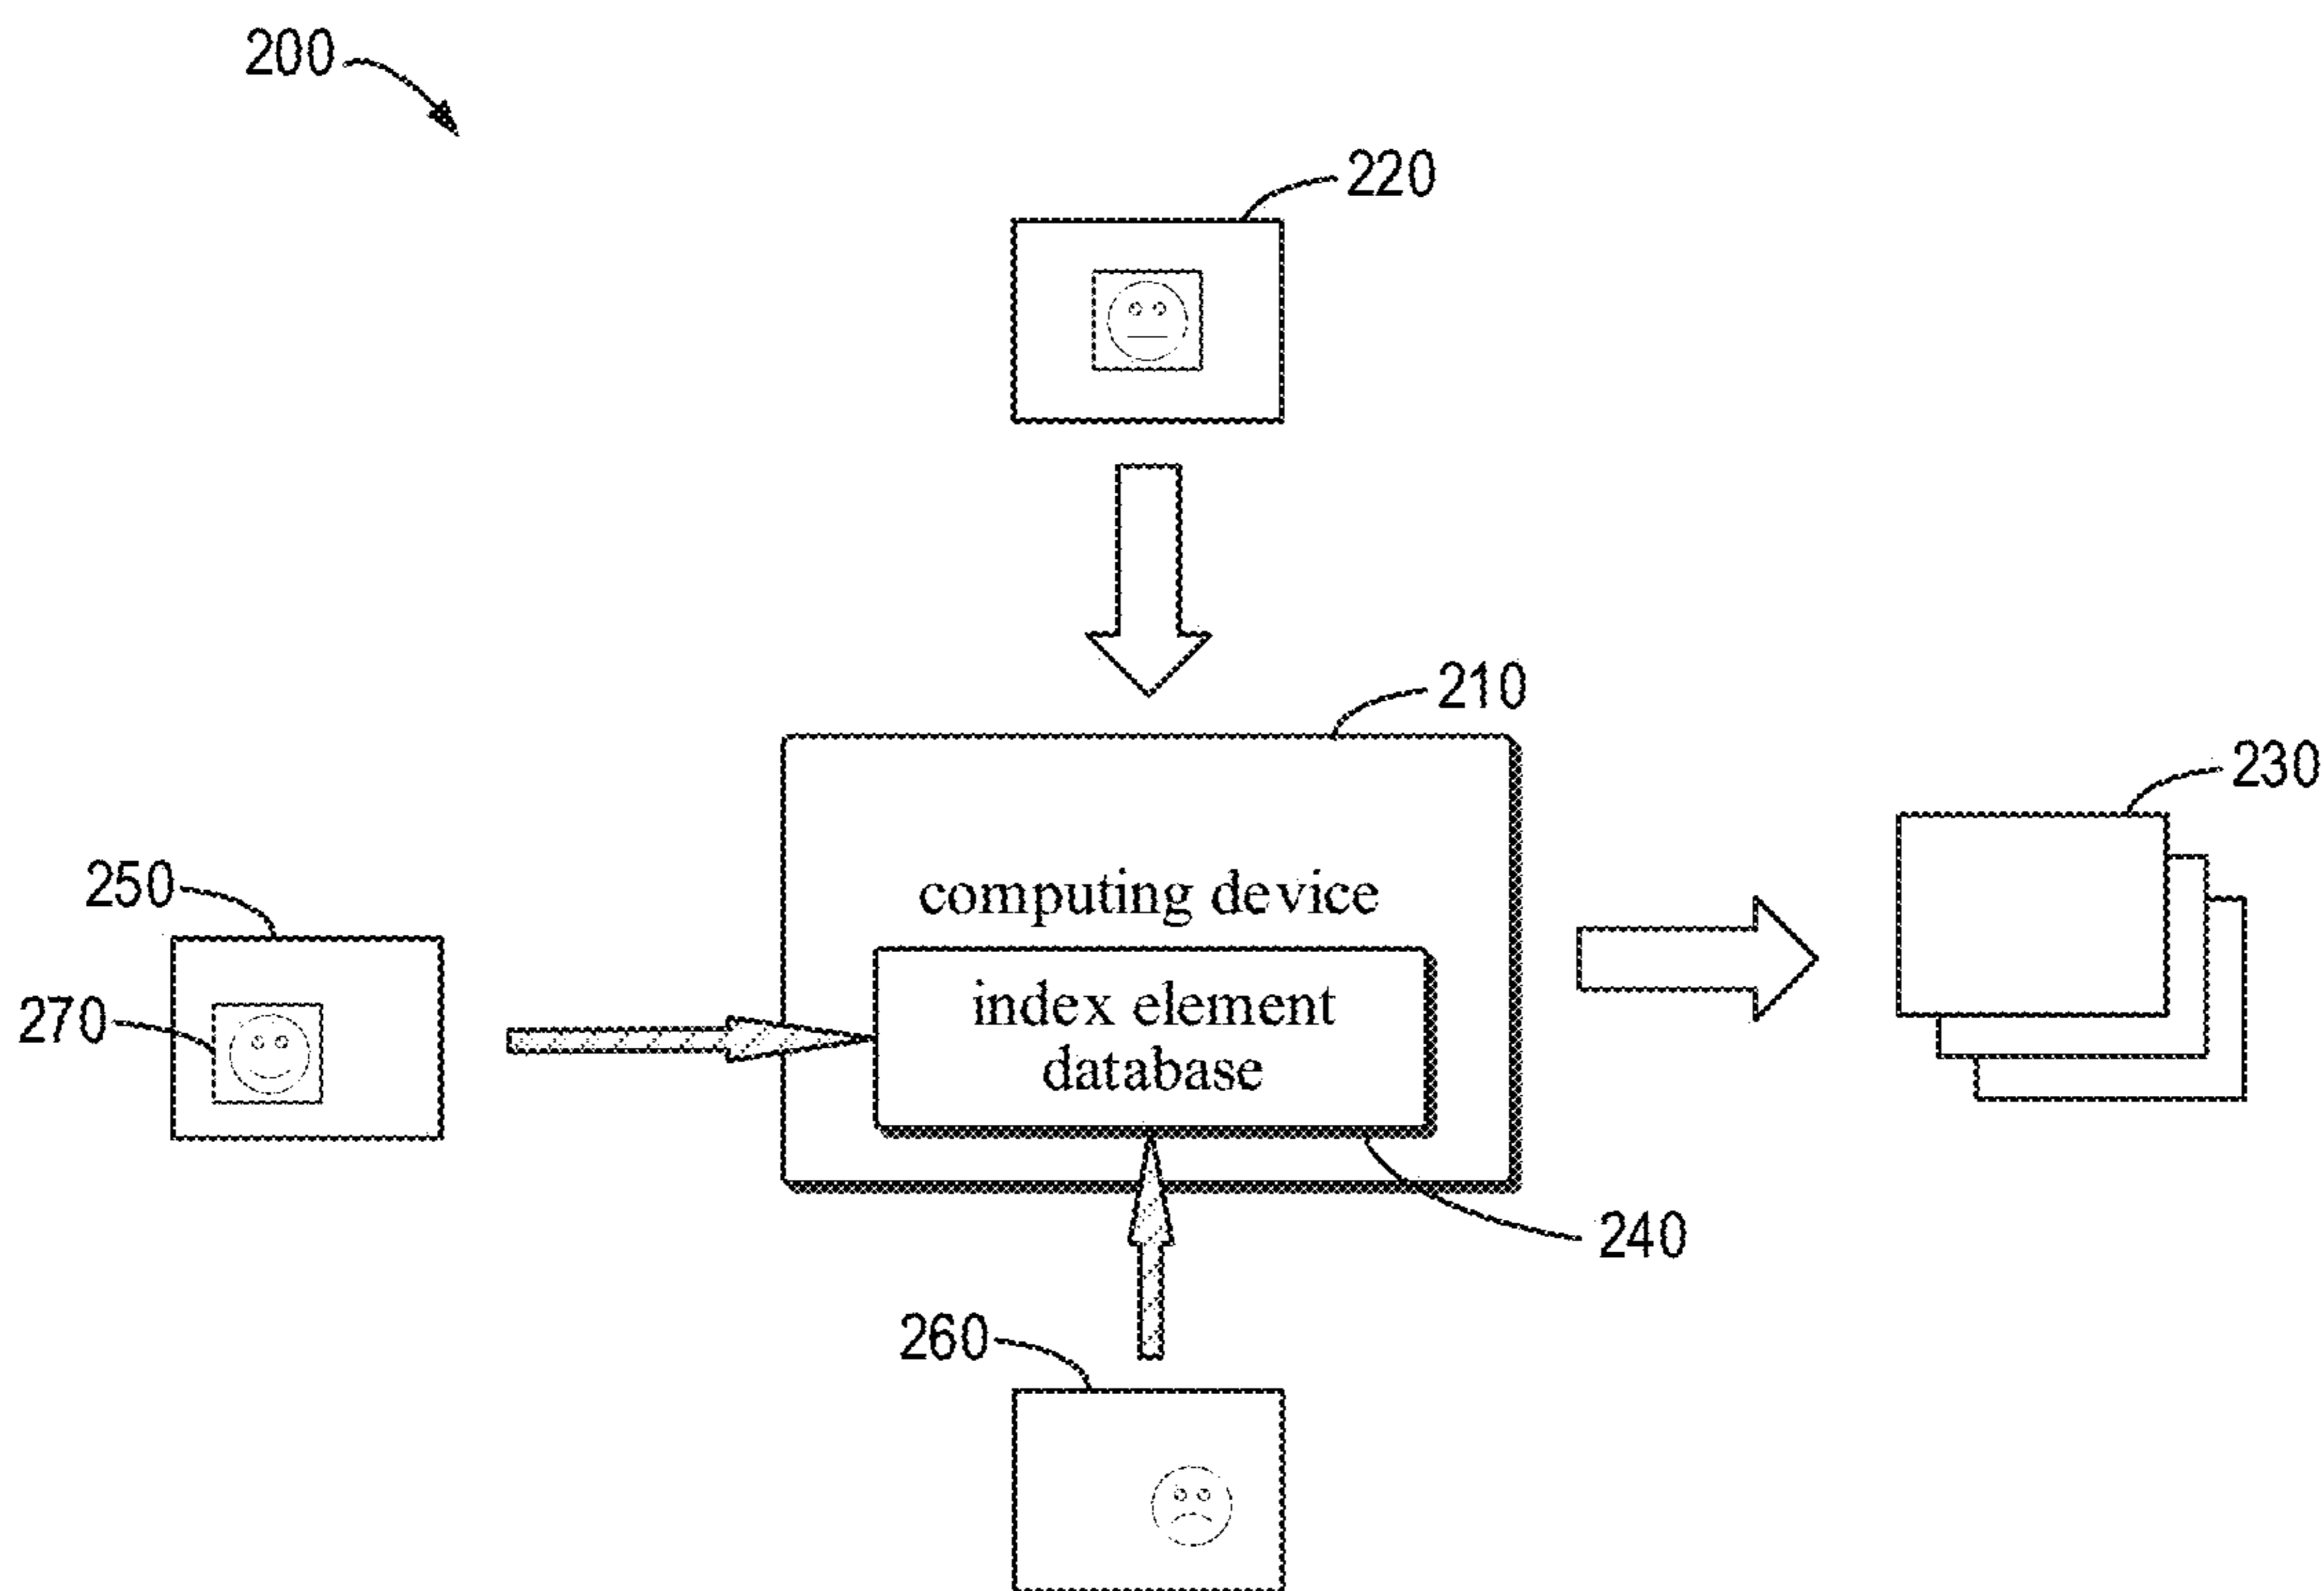 200
220
210
230
computing device
250
index element
270
database
240
260